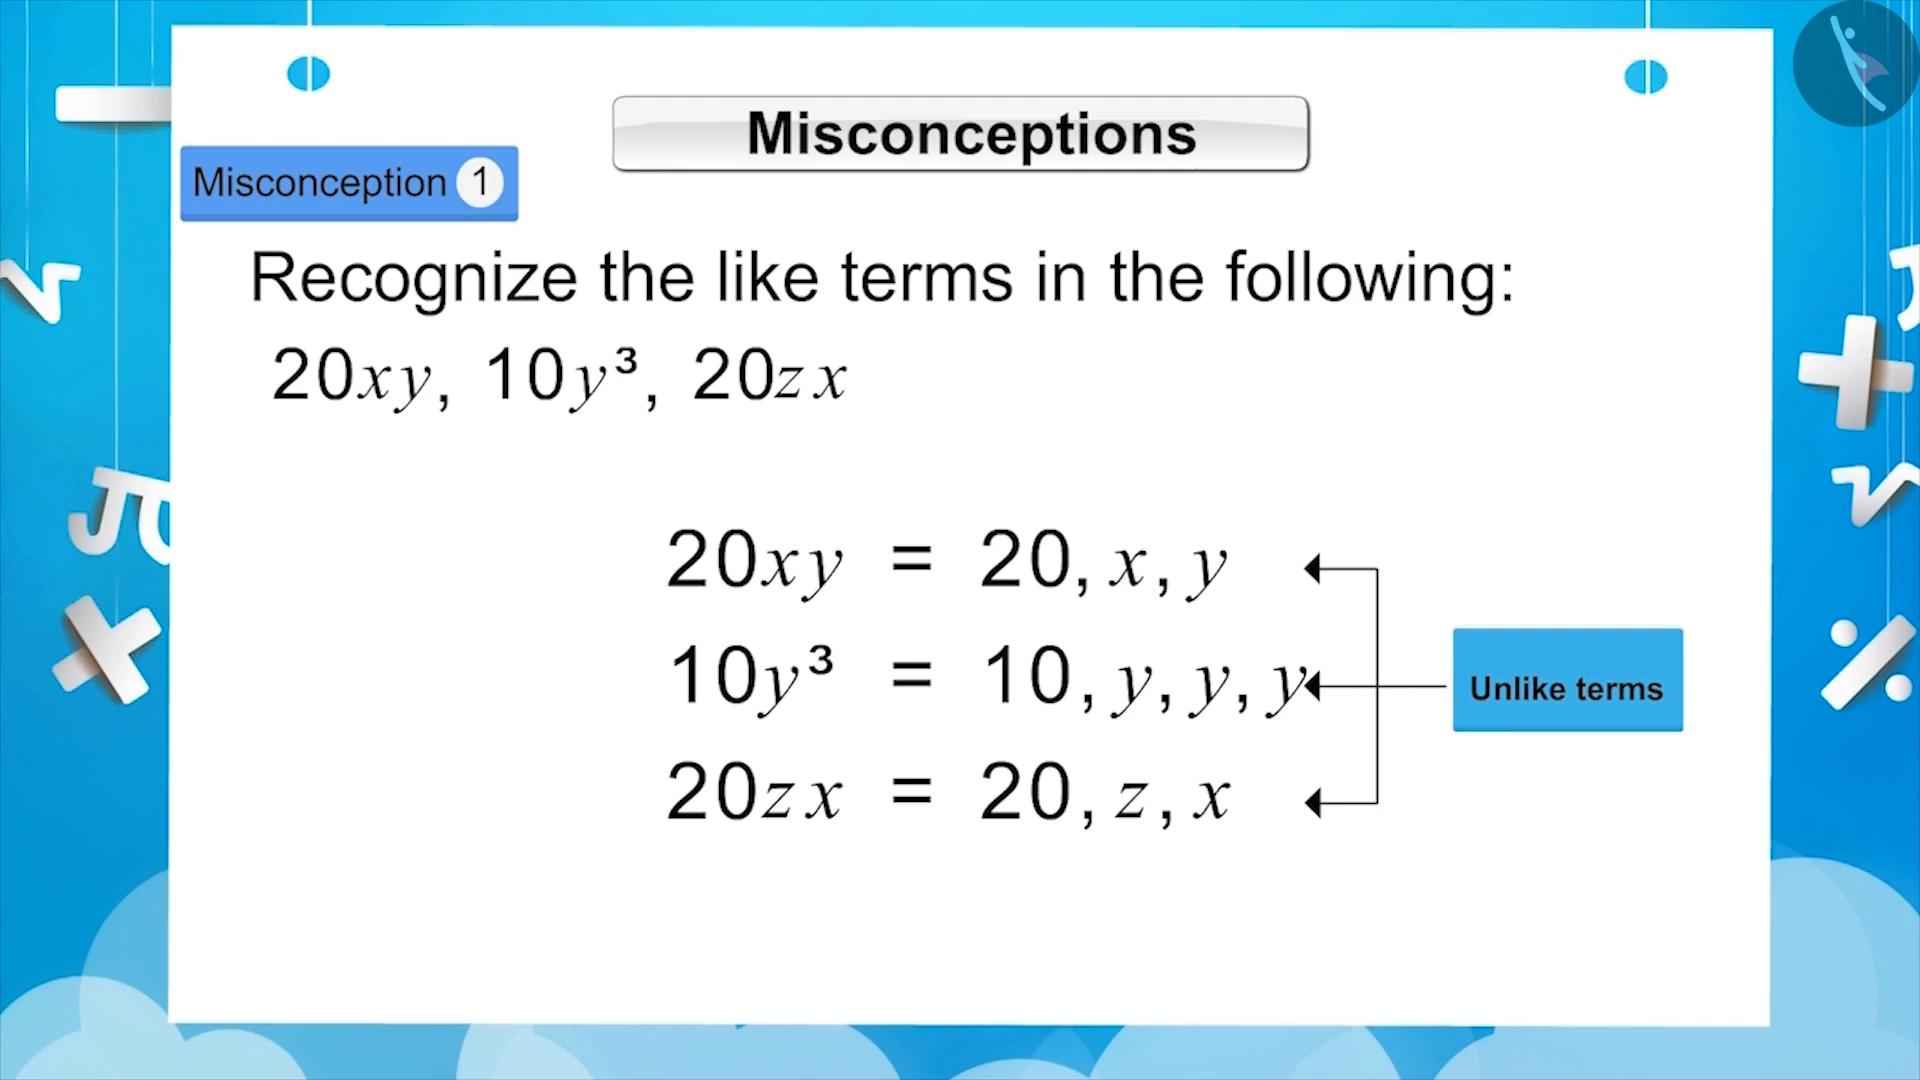 Misconceptions
Misconception 1
Recognize the like terms in the following:
20xy, 10y³, 20zx
20xy = 20, x, y
10y³ = 10, y, y, y
Unlike terms
20zx = 20, z, x